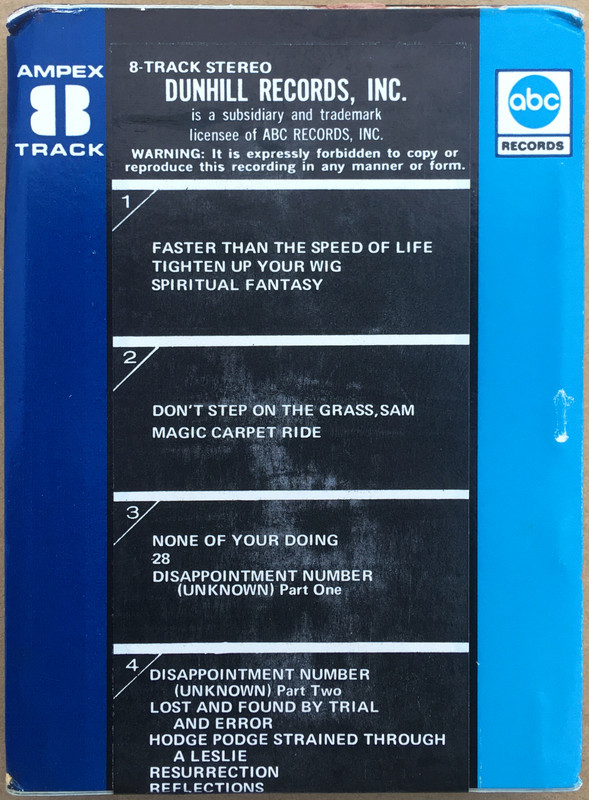 AMPEX
8
TRACK
8-TRACK STEREO
DUNHILL RECORDS, INC.
is a subsidiary and trademark
licensee of ABC RECORDS, INC.
WARNING: It is expressly forbidden to copy or
reproduce this recording in any manner or form.
abc
RECORDS
1
FASTER THAN THE SPEED OF LIFE
TIGHTEN UP YOUR WIG
SPIRITUAL FANTASY
2
DON'T STEP ON THE GRASS,SAM
MAGIC CARPET RIDE
3
NONE OF YOUR DOING
28
DISAPPOINTMENT NUMBER
(UNKNOWN) Part One
4
DISAPPOINTMENT NUMBER
(UNKNOWN) Part Two
LOST AND FOUND BY TRIAL
AND ERROR
HODGE PODGE STRAINED THROUGH
A LESLIE
RESURRECTION
REFLECTIONS